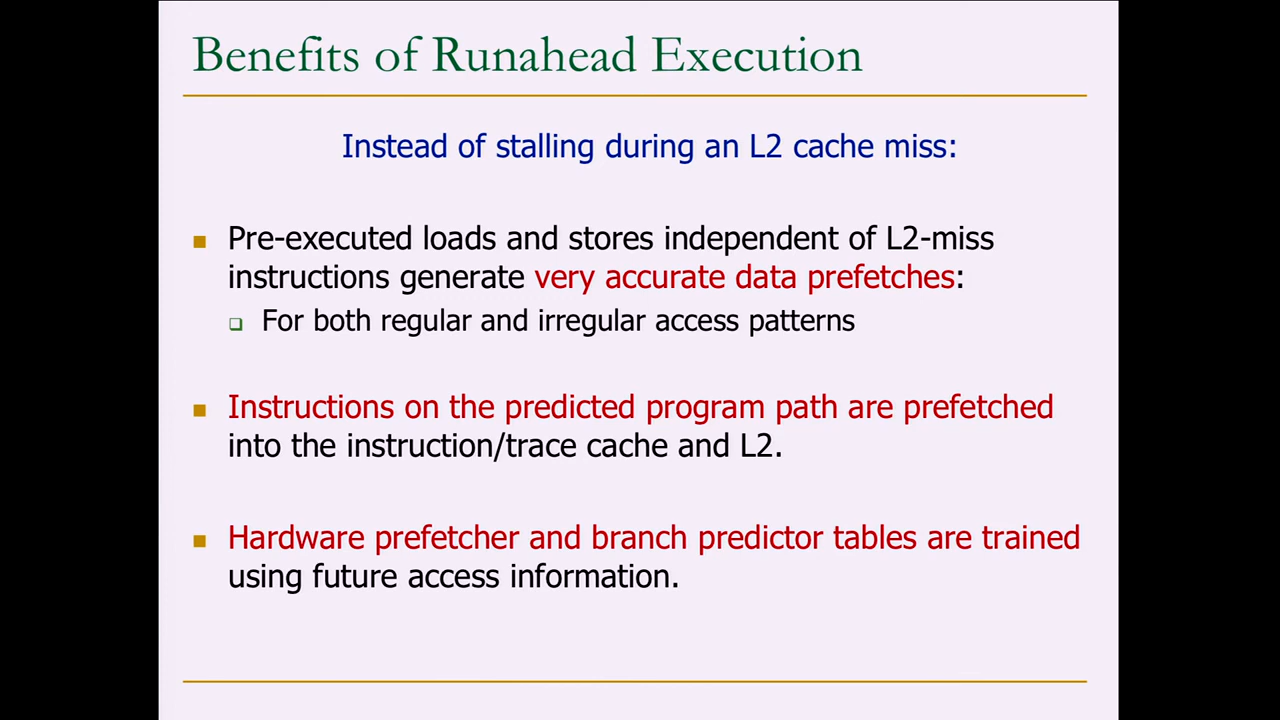 Benefits of Runahead Execution
Instead of stalling during an L2 cache miss:
Pre-executed loads and stores independent of L2-miss
instructions generate very accurate data prefetches:
For both regular and irregular access patterns
Instructions on the predicted program path are prefetched
into the instruction/trace cache and L2.
Hardware prefetcher and branch predictor tables are trained
using future access information.